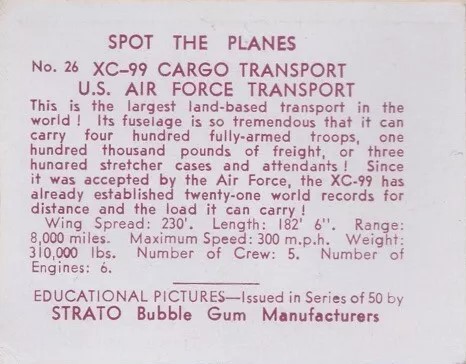 SPOT THE PLANES
No. 26 XC-99 CARGO TRANSPORT
U.S. AIR FORCE TRANSPORT
This is the largest land-based transport in the
world! Its fuselage is so tremendous that it can
carry four hundred fully-armed troops, one
hundred thousand pounds of freight, or three
hundred stretcher cases and attendants! Since
it was accepted by the Air Force, the XC-99 has
already established twenty-one world records for
distance and the load it can carry!
Wing Spread: 230'. Length: 182' 6". Range:
8,000 miles. Maximum Speed: 300 m.p.h. Weight:
310,000 lbs. Number of Crew: 5. Number of
Engines: 6.
EDUCATIONAL PICTURES—Issued in Series of 50 by
STRATO Bubble Gum Manufacturers